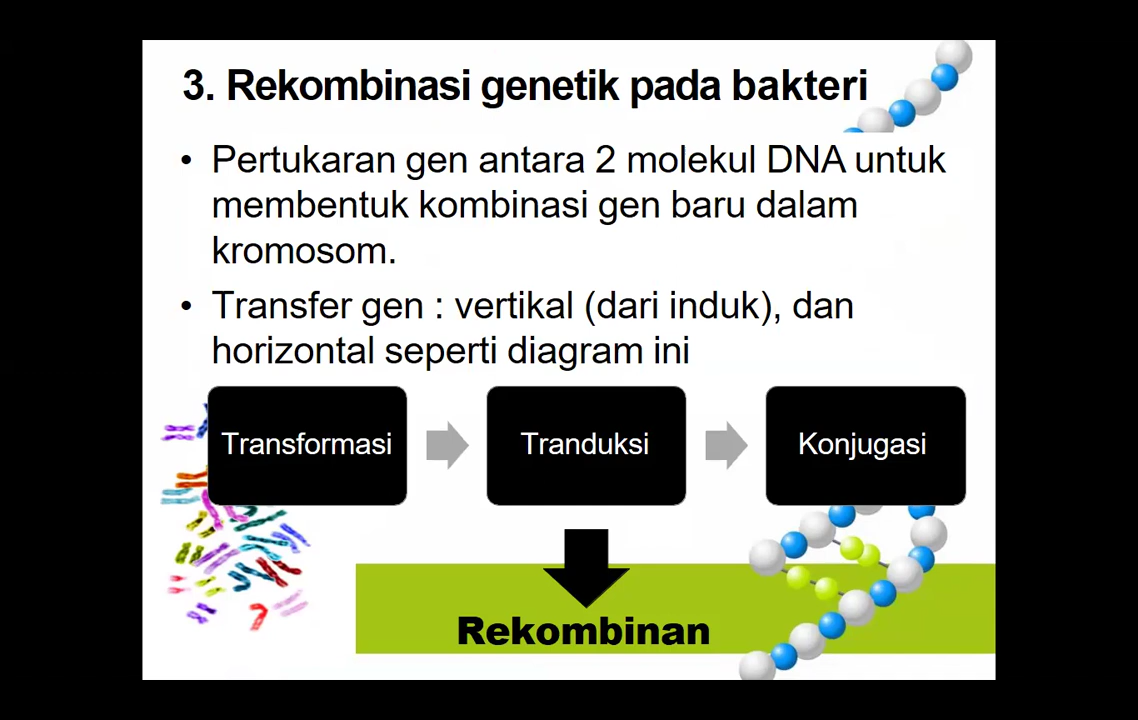 3. Rekombinasi genetik pada bakteri
• Pertukaran gen antara 2 molekul DNA untuk
membentuk kombinasi gen baru dalam
kromosom.
• Transfer gen : vertikal (dari induk), dan
horizontal seperti diagram ini
Transformasi
Tranduksi
Konjugasi
Rekombinan